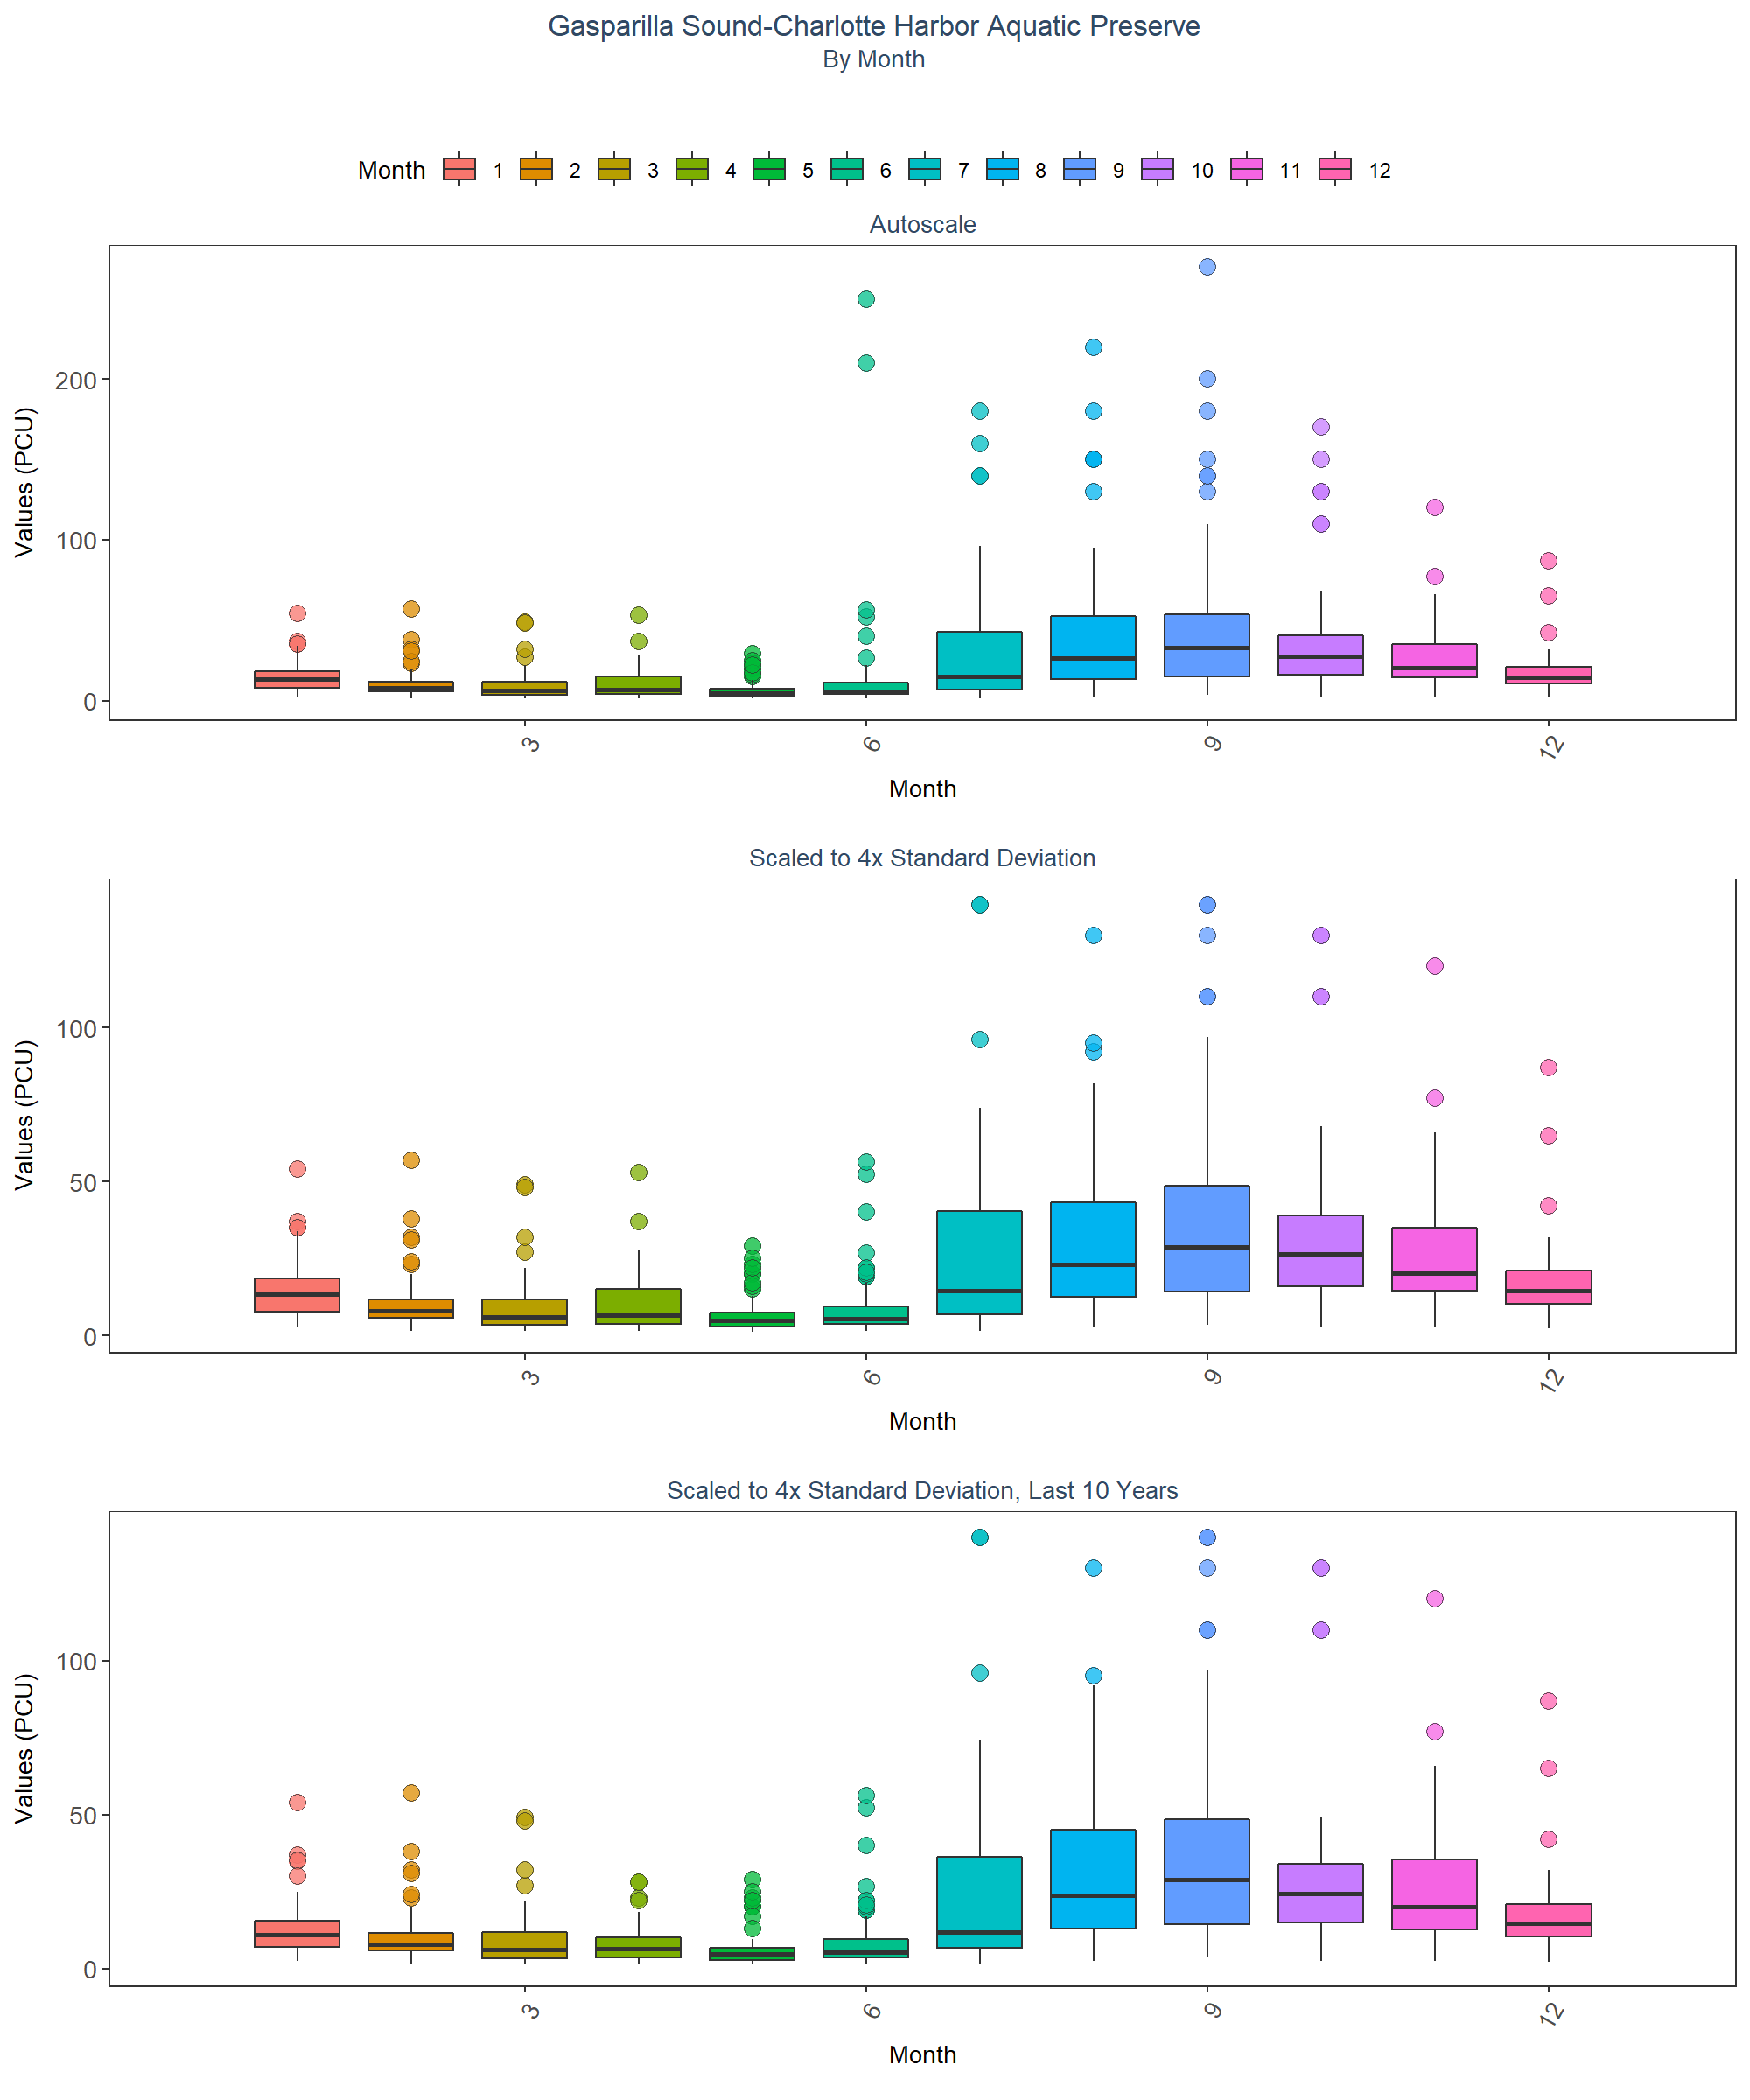 Gasparilla Sound-Charlotte Harbor Aquatic Preserve
By Month
Month 1 2 3 4 5 6 7 8 9 10 11 12
Autoscale
Values (PCU)
200
100
0
3 6 9 12
Month
Scaled to 4x Standard Deviation
Values (PCU)
100
50
0
3 6 9 12
Month
Scaled to 4x Standard Deviation, Last 10 Years
Values (PCU)
100
50
0
3 6 9 12
Month